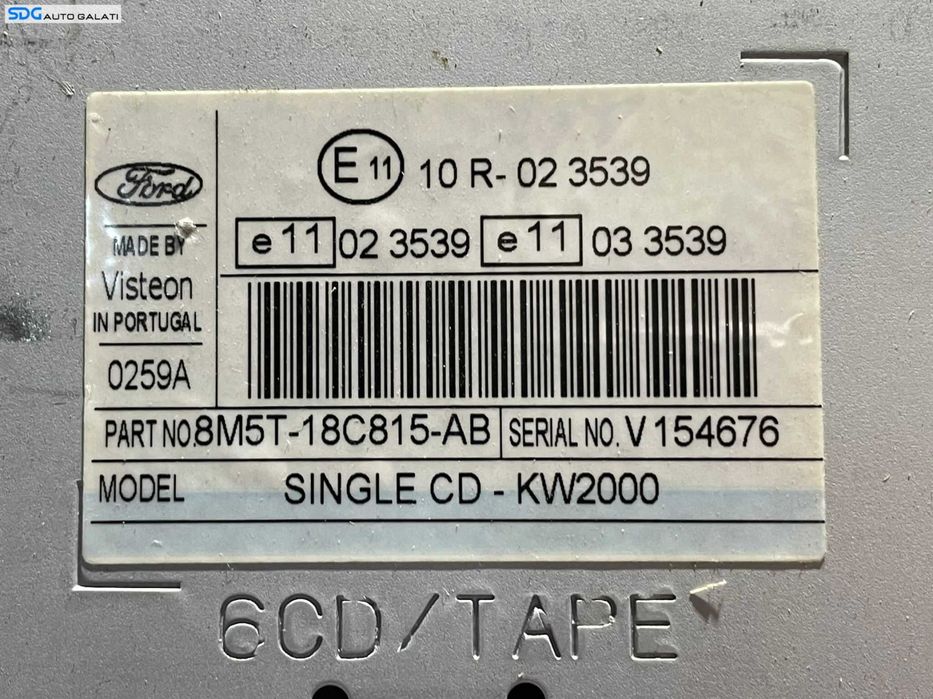 SDG AUTO GALATI
Ford
MADE BY
Visteon
IN PORTUGAL
0259A
E 11 10 R- 02 3539
e 11 02 3539 e 11 03 3539
PART NO. 8M5T-18C815-AB SERIAL NO. V 154676
MODEL SINGLE CD - KW2000
6CD/TAPE